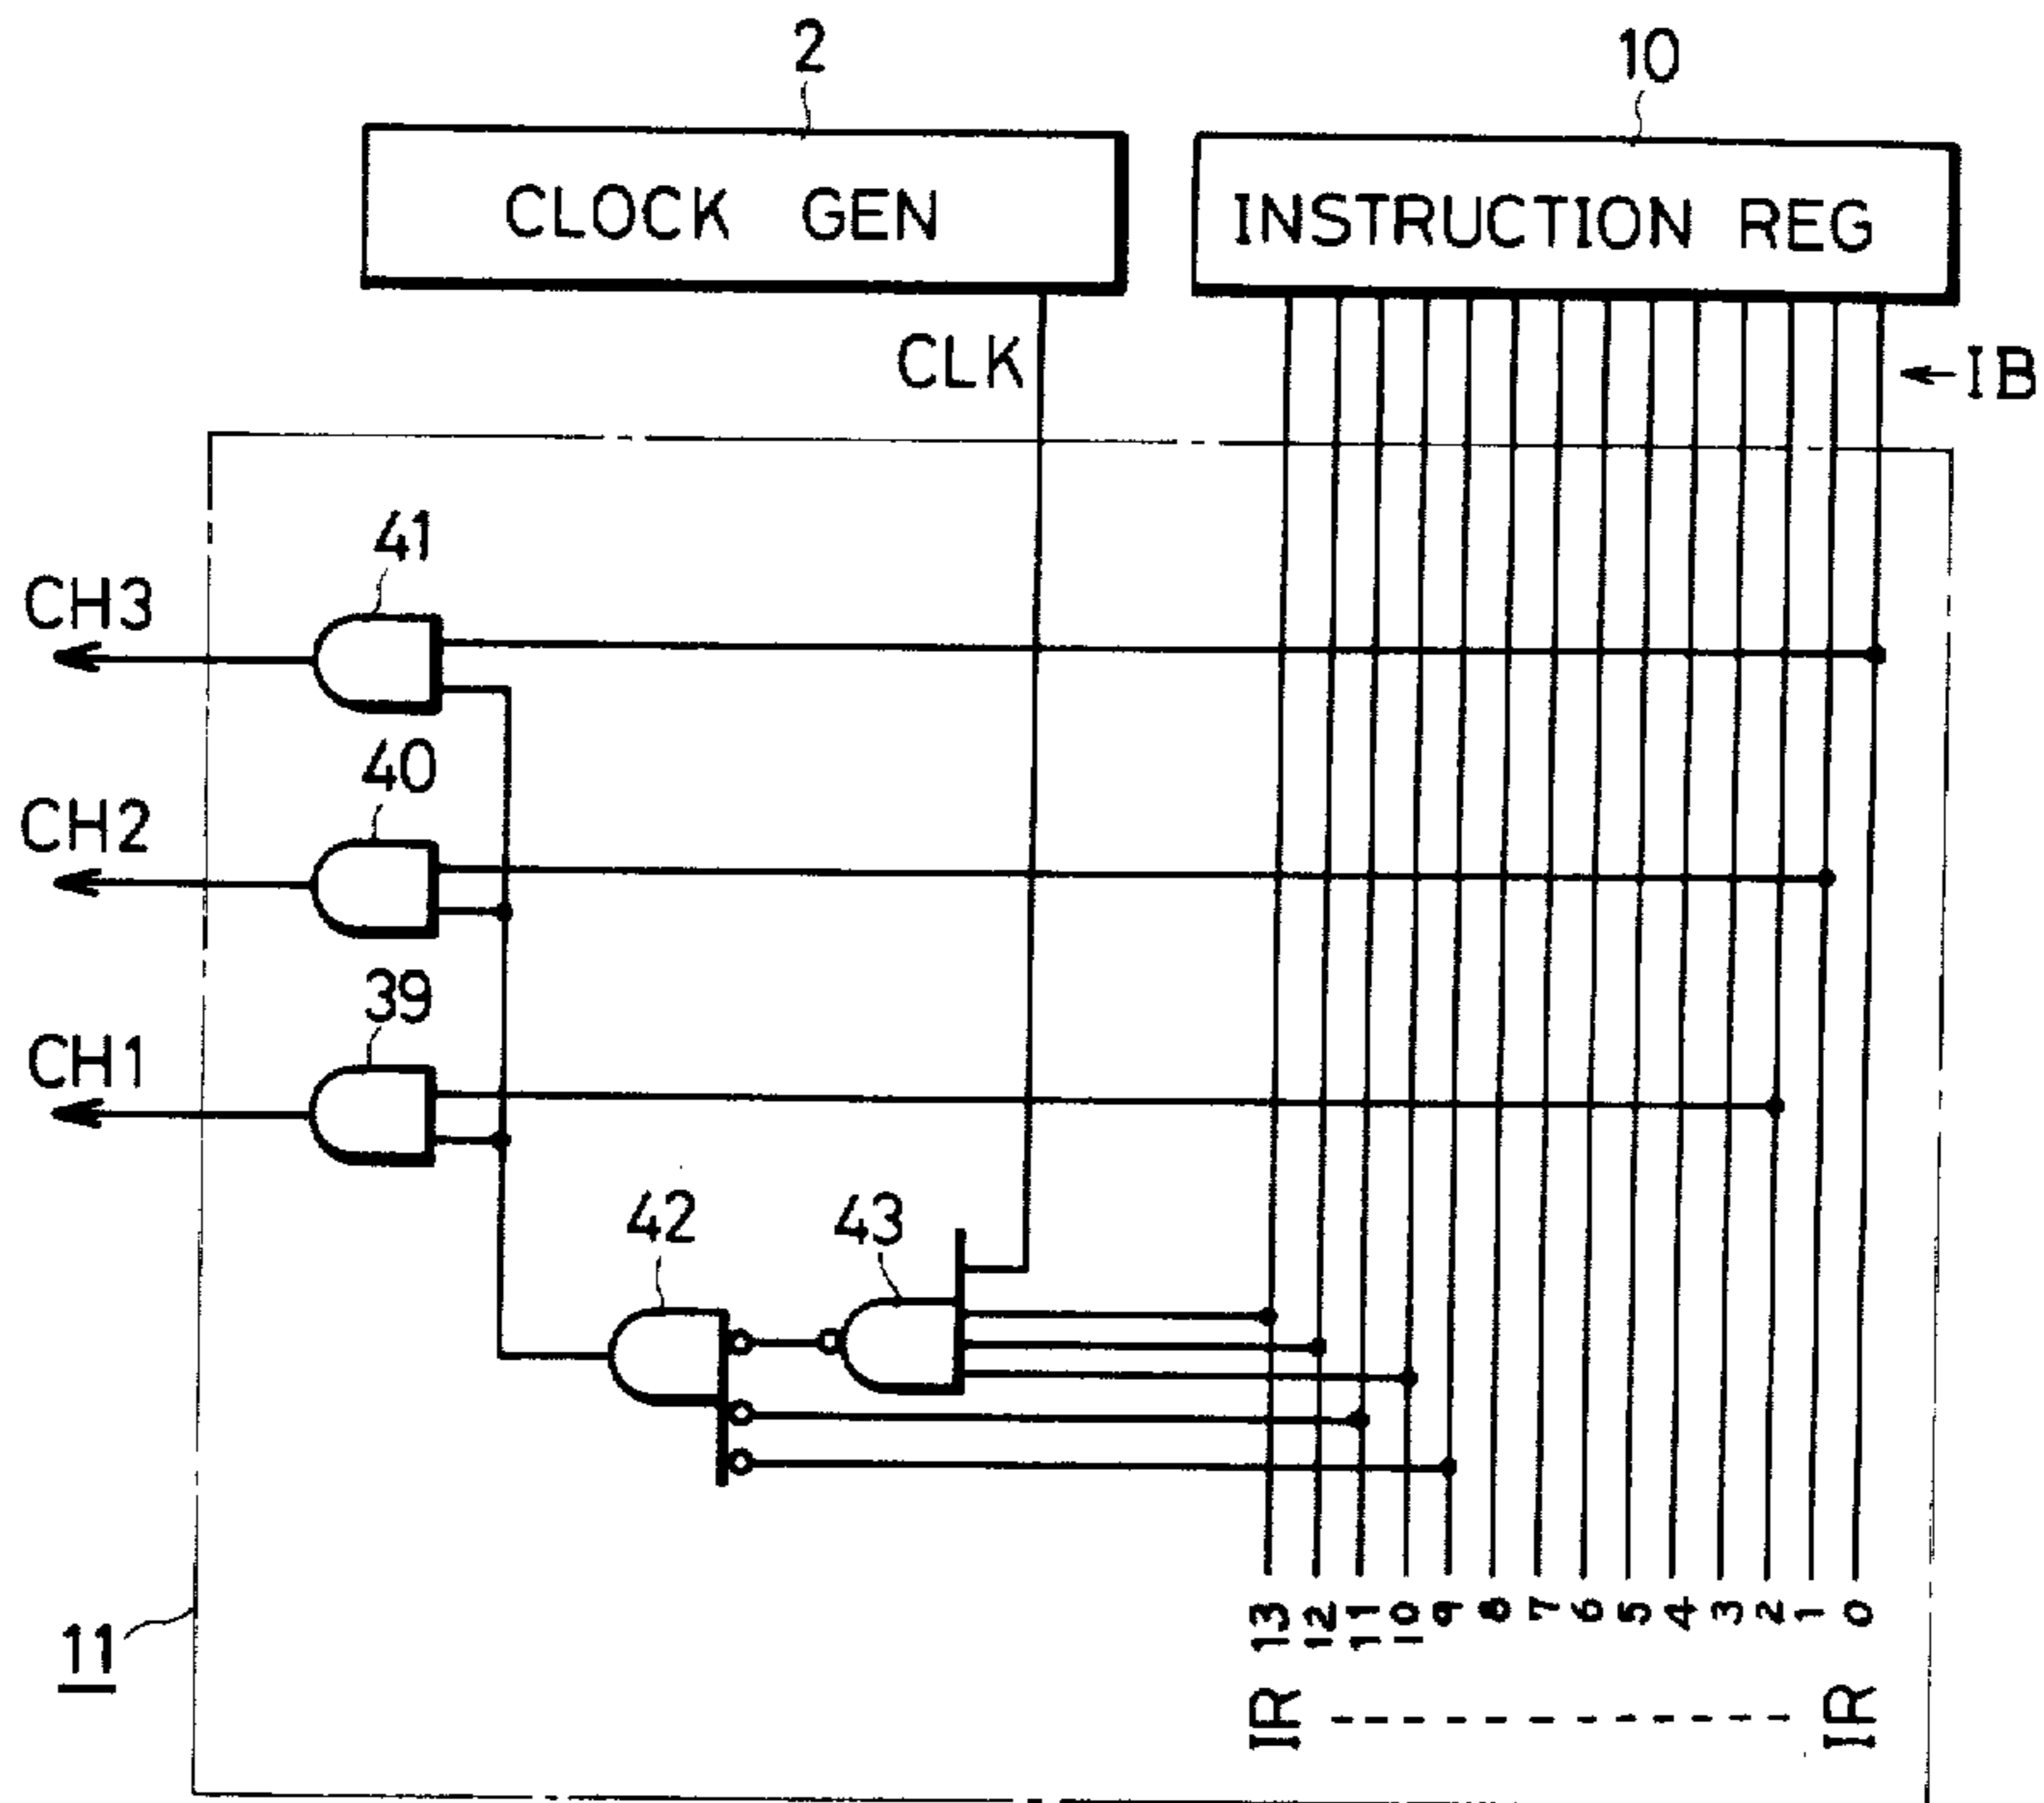 2
10
CLOCK GEN
INSTRUCTION REG
CLK
IB
41
CH3
40
CH2
39
CH1
42
43
11
13 12 11 10 9 8 7 6 5 4 3 2 1 0
IR - - - - - - - - - - IR